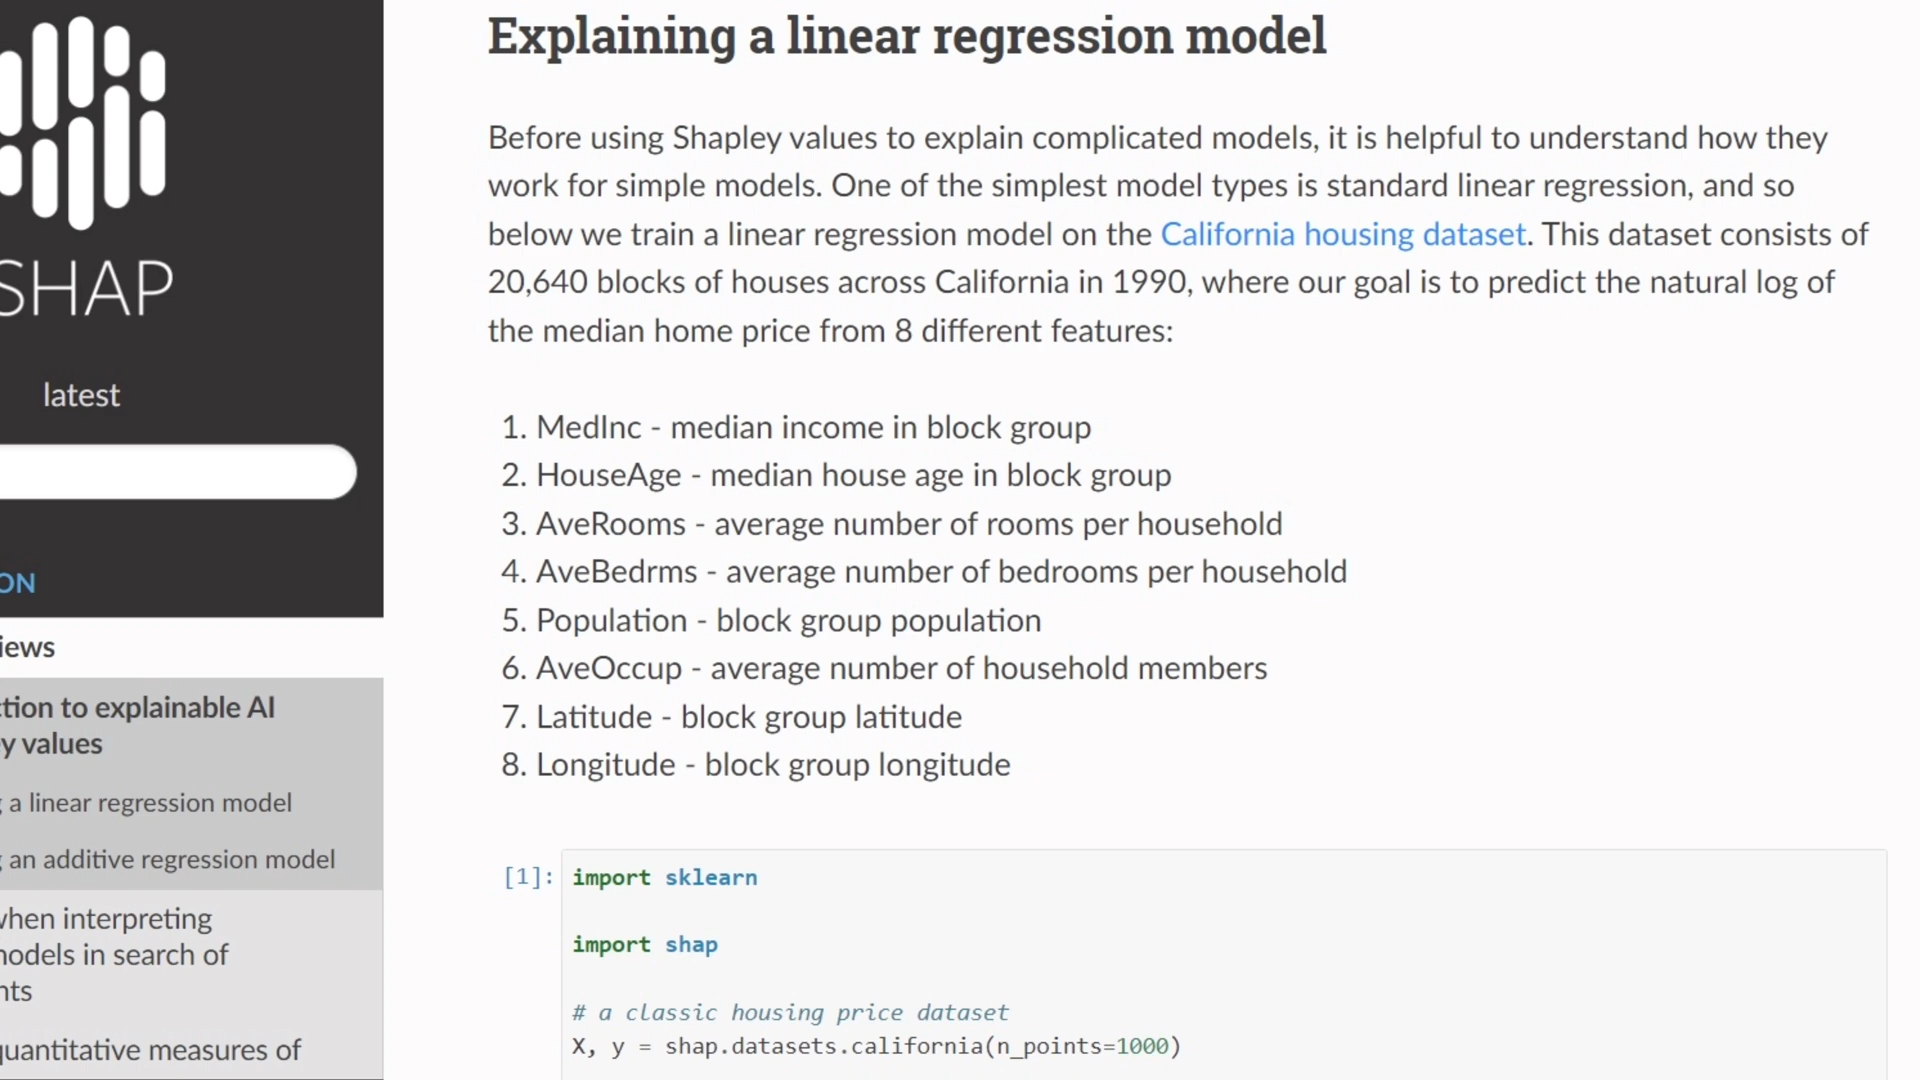 SHAP
latest
ON
iews
ction to explainable AI
y values
g a linear regression model
g an additive regression model
when interpreting
models in search of
nts
quantitative measures of
Explaining a linear regression model
Before using Shapley values to explain complicated models, it is helpful to understand how they
work for simple models. One of the simplest model types is standard linear regression, and so
below we train a linear regression model on the California housing dataset. This dataset consists of
20,640 blocks of houses across California in 1990, where our goal is to predict the natural log of
the median home price from 8 different features:
1. MedInc - median income in block group
2. HouseAge - median house age in block group
3. AveRooms - average number of rooms per household
4. AveBedrms - average number of bedrooms per household
5. Population - block group population
6. AveOccup - average number of household members
7. Latitude - block group latitude
8. Longitude - block group longitude
[1]: import sklearn
import shap
# a classic housing price dataset
X, y = shap.datasets.california(n_points=1000)